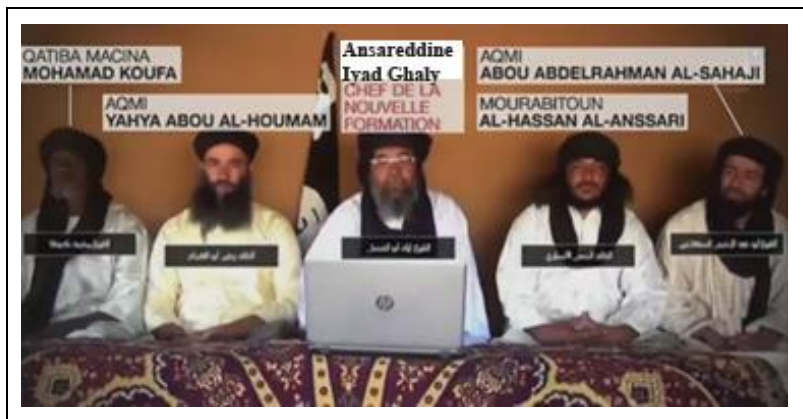 Ansareddine
Iyad Ghaly
CHEF DE LA
NOUVELLE
FORMATION
QATIBA MACINA
MOHAMAD KOUFA
AQMI
YAHYA ABOU AL-HOUMAM
AQMI
ABOU ABDELRAHMAN AL-SAHAJI
MOURABITOUN
AL-HASSAN AL-ANSSARI
hp